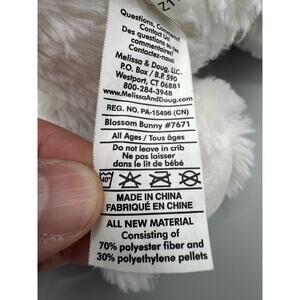 Questions, Comments?
Contact Us!
Des questions ou des
commentaires?
Contactez-nous!
Melissa & Doug, LLC.
P.O. Box / B.P. 590
Westport, CT 06881
800-284-3948
www.MelissaAndDoug.com
REG. NO. PA-15496 (CN)
Blossom Bunny #7671
All Ages / Tous âges
Do not leave in crib
Ne pas laisser
dans le lit de bébé
40°
MADE IN CHINA
FABRIQUÉ EN CHINE
ALL NEW MATERIAL
Consisting of
70% polyester fiber and
30% polyethylene pellets